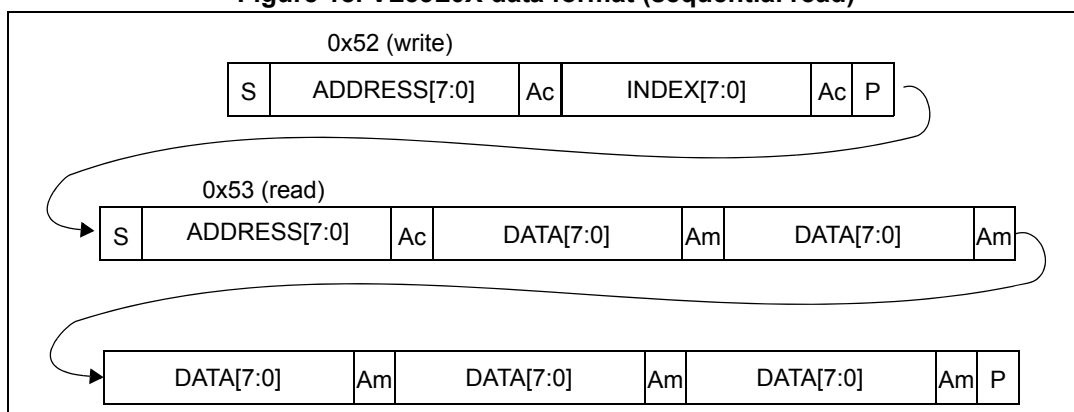 0x52 (write)
S ADDRESS[7:0] Ac INDEX[7:0] Ac P
0x53 (read)
S ADDRESS[7:0] Ac DATA[7:0] Am DATA[7:0] Am
DATA[7:0] Am DATA[7:0] Am DATA[7:0] Am P